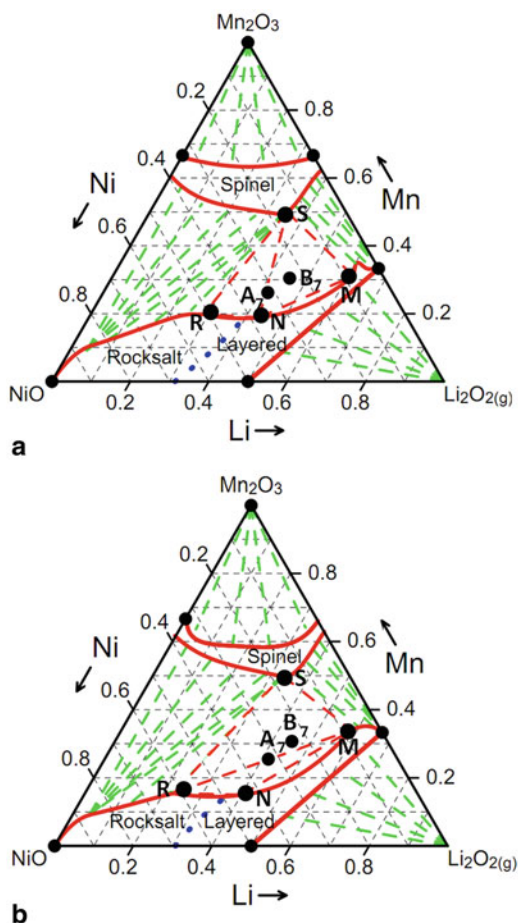 Mn2O3
0.2
0.8
0.4
0.6
Ni
Spinel
Mn
S
0.6
0.4
B7
A7
M
0.8
0.2
R
N
Rocksalt
Layered
NiO
0.2
0.4
0.6
0.8
Li2O2(g)
Li
a
Mn2O3
0.2
0.8
0.4
0.6
Ni
Spinel
Mn
S
0.6
0.4
B7
A7
M
0.8
0.2
R
N
Rocksalt
Layered
NiO
0.2
0.4
0.6
0.8
Li2O2(g)
Li
b